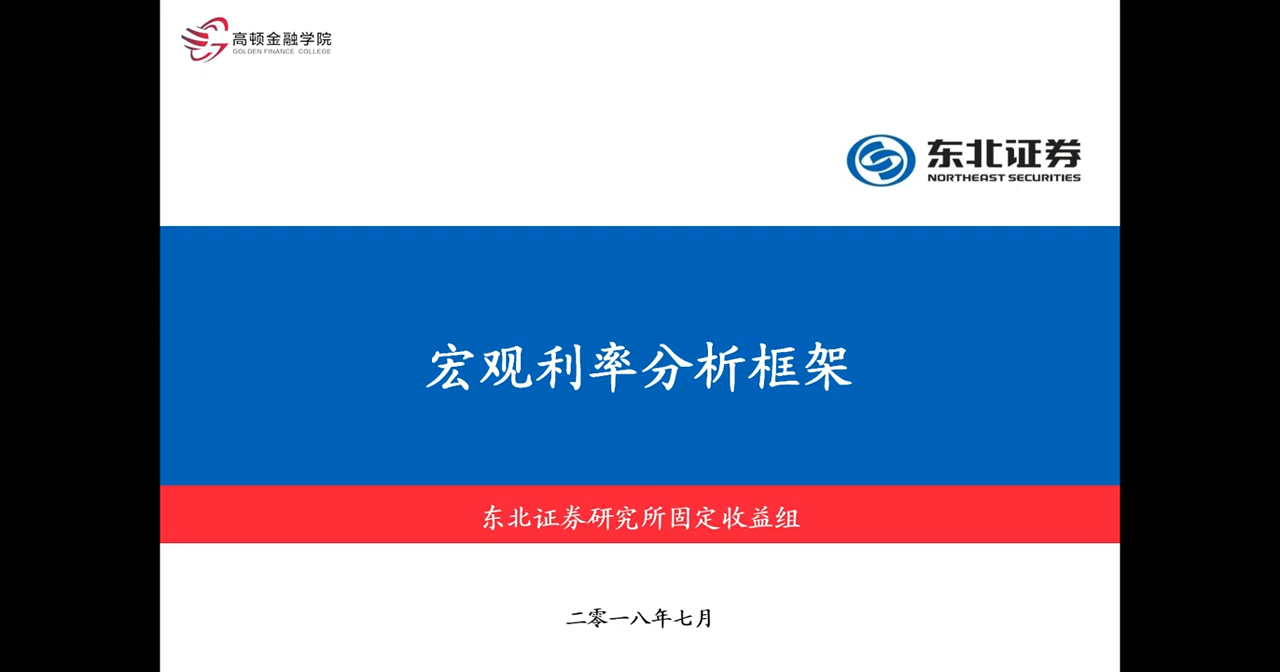 高顿金融学院
GOLDEN FINANCE COLLEGE
东北证券
NORTHEAST SECURITIES
宏观利率分析框架
东北证券研究所固定收益组
二零一八年七月